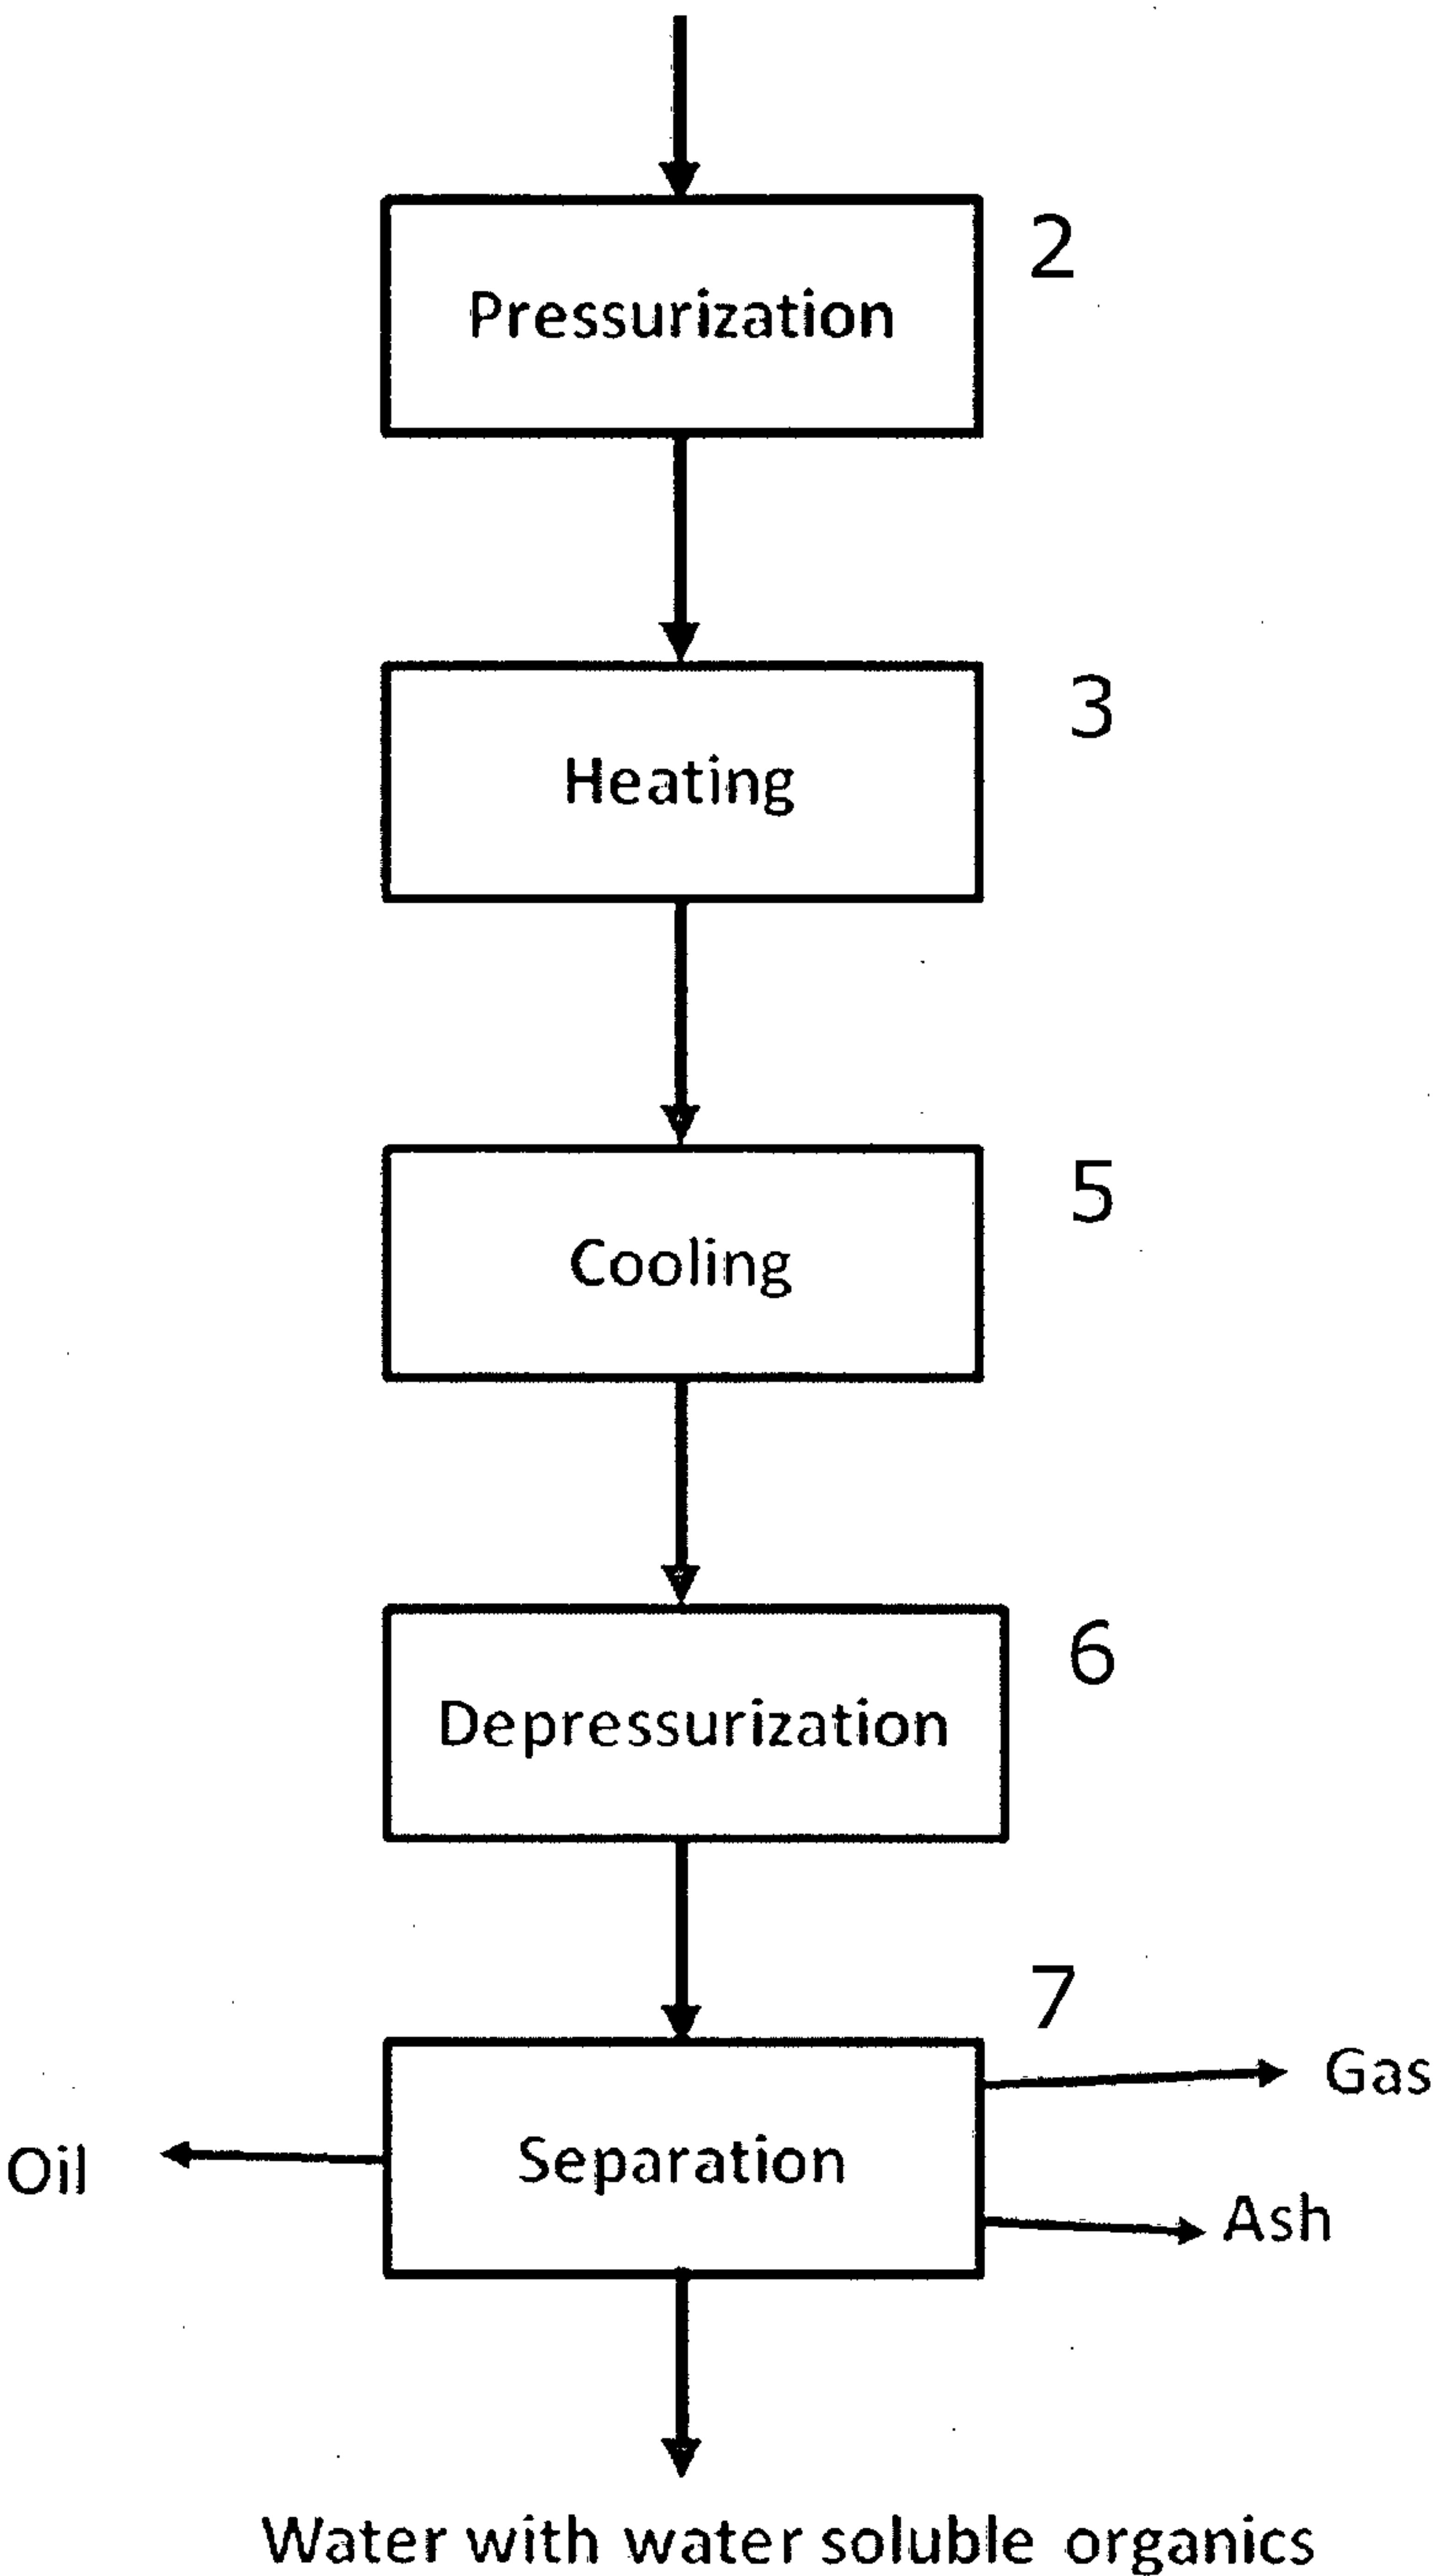 2
Pressurization
3
Heating
5
Cooling
6
Depressurization
7
Gas
Oil
Separation
Ash
Water with water soluble organics